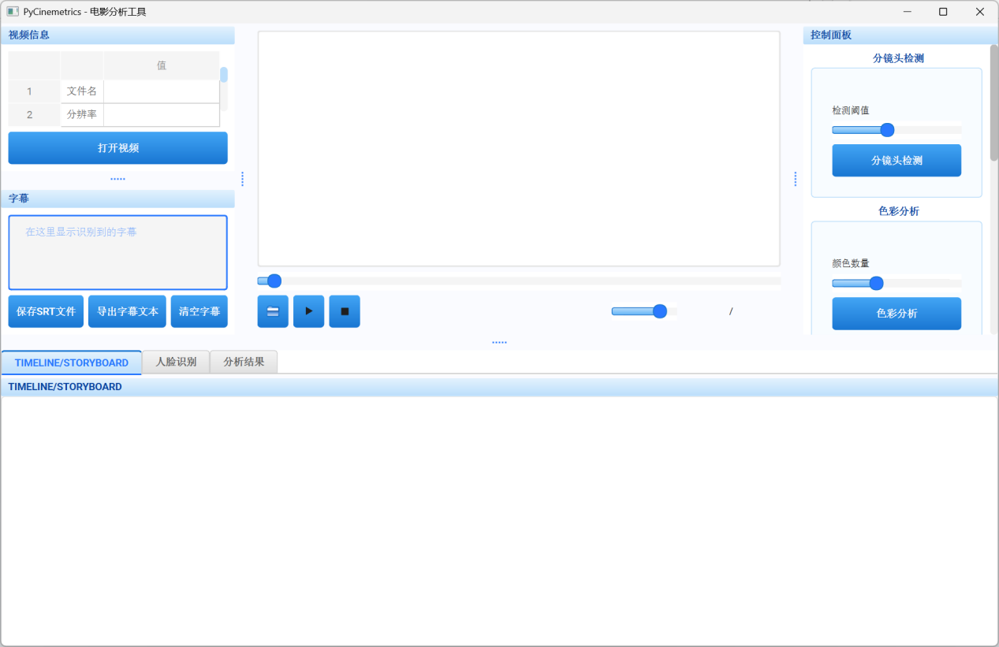 PyCinemetrics - 电影分析工具
视频信息
值
1 文件名
2 分辨率
打开视频
字幕
在这里显示识别到的字幕
保存SRT文件 导出字幕文本 清空字幕
/
控制面板
分镜头检测
检测阈值
分镜头检测
色彩分析
颜色数量
色彩分析
TIMELINE/STORYBOARD 人脸识别 分析结果
TIMELINE/STORYBOARD